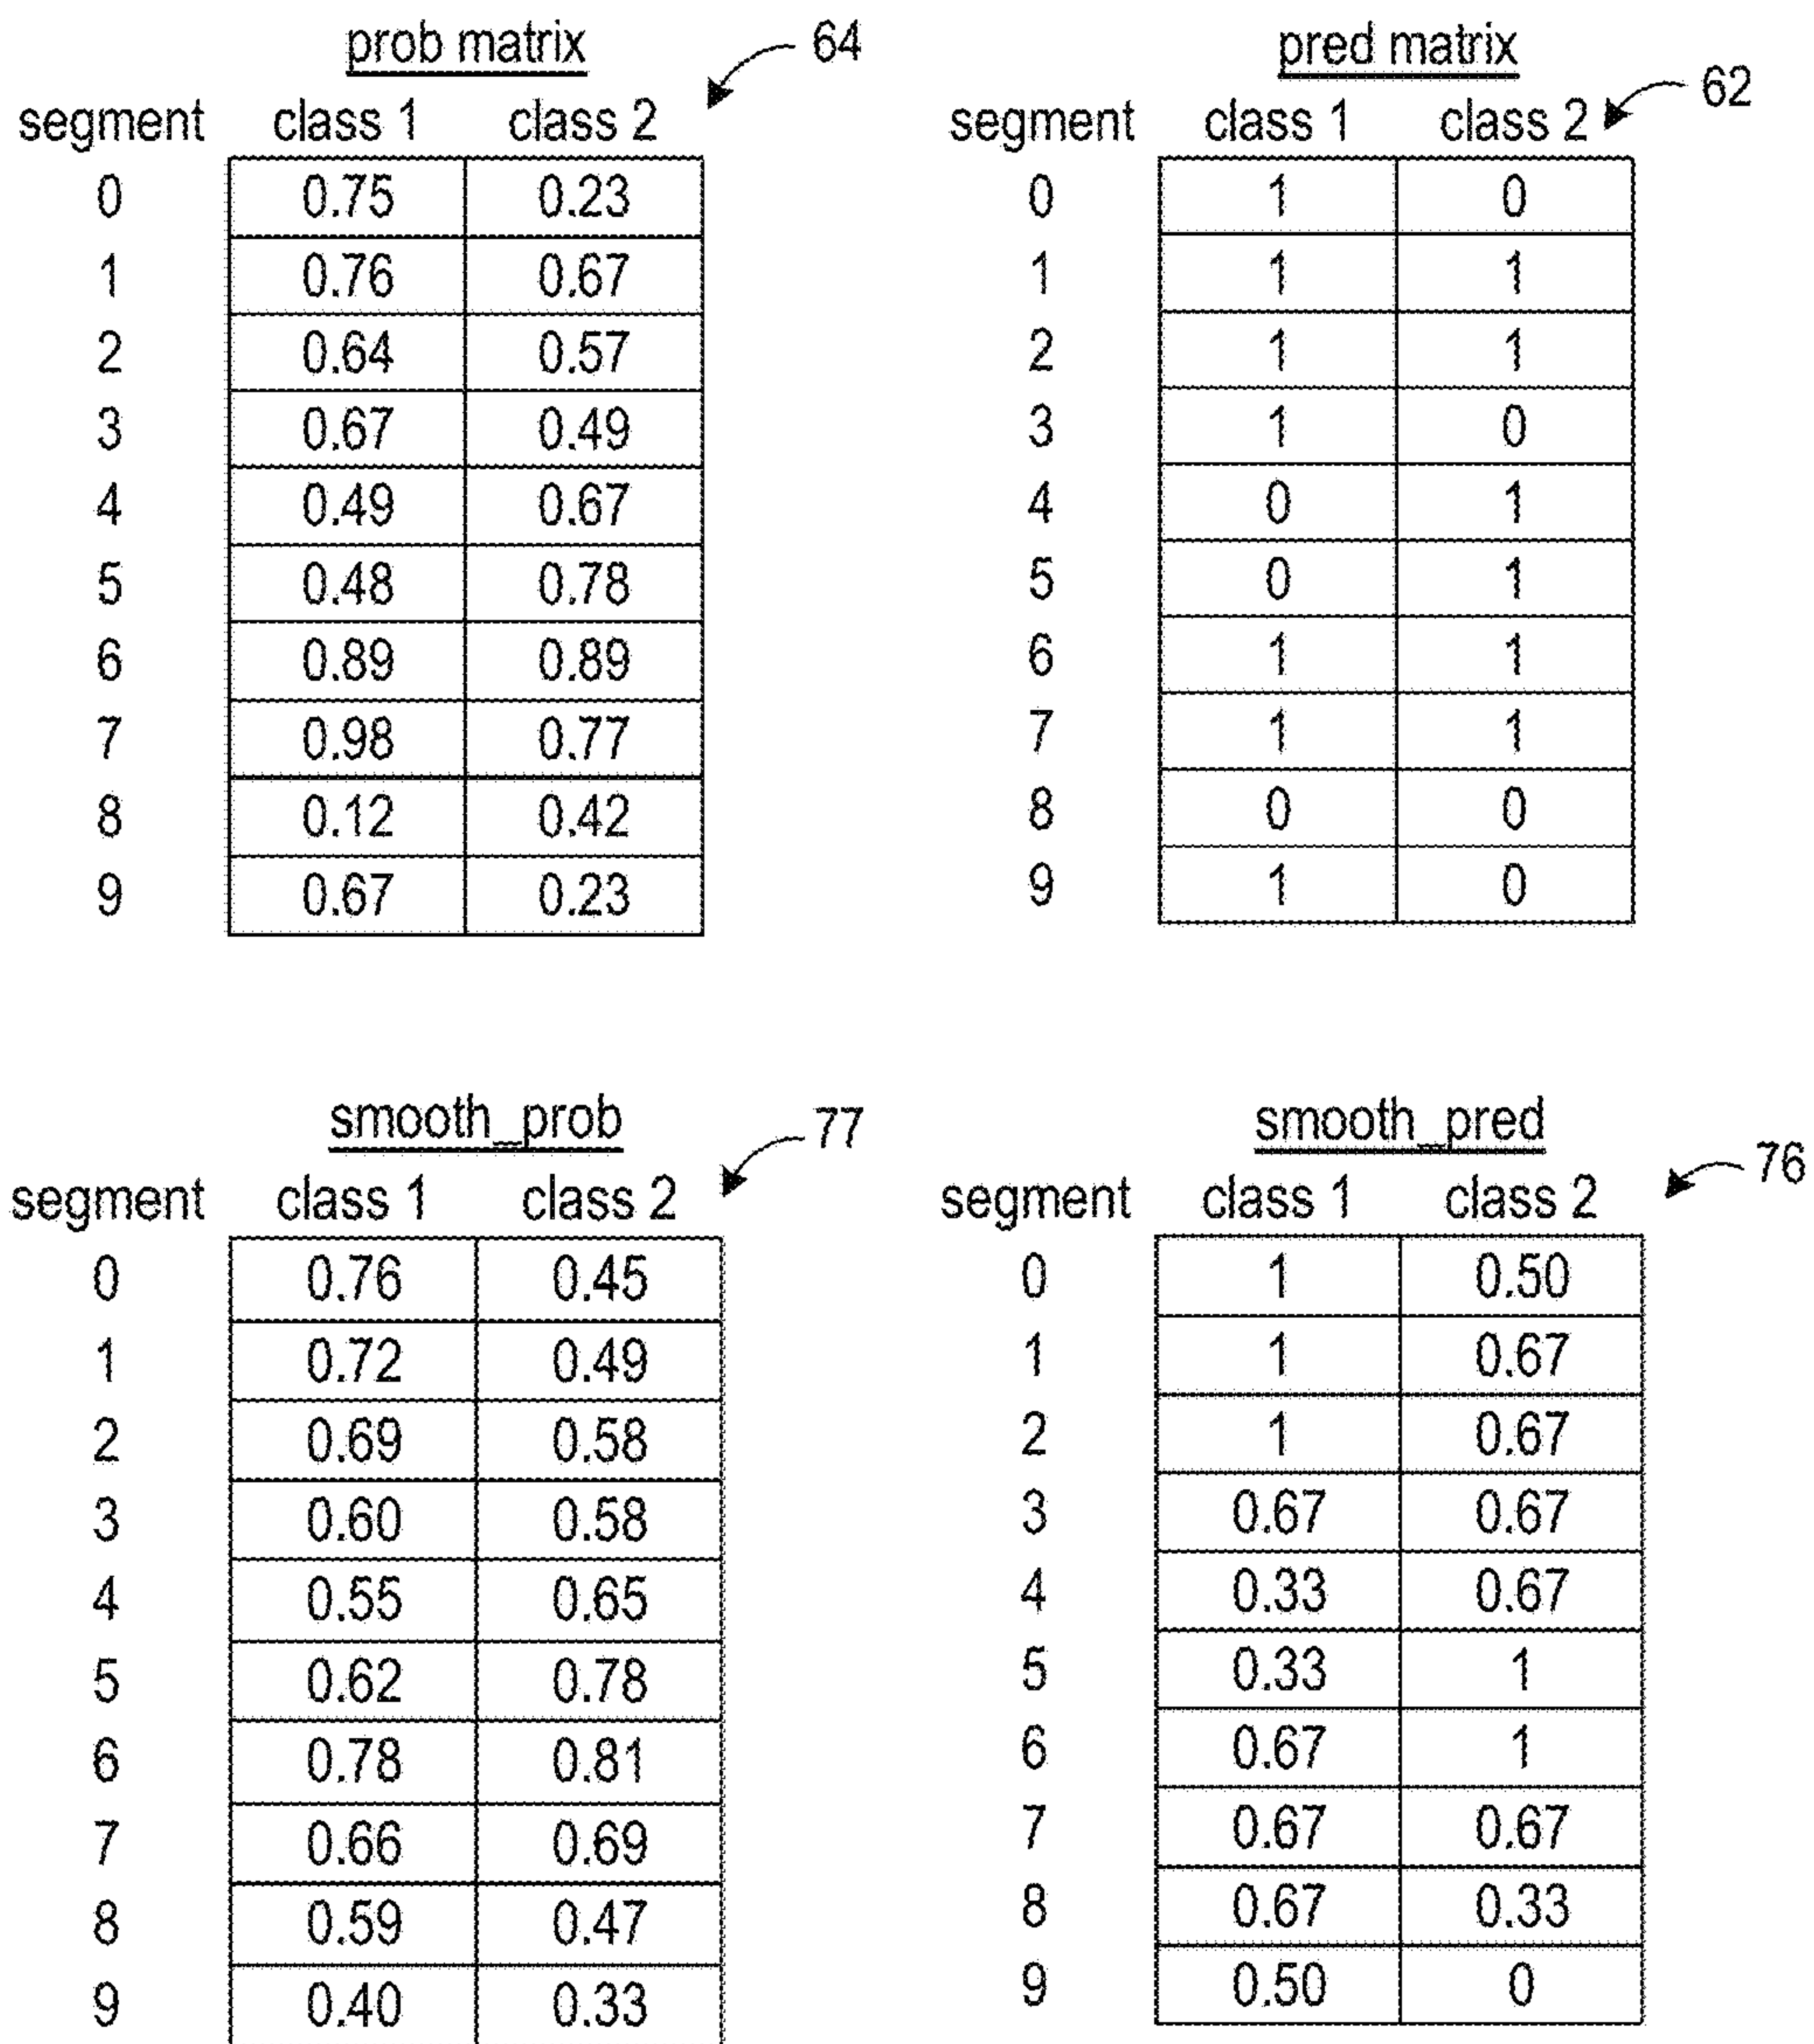 prob matrix 64 pred matrix 62
segment class 1 class 2 segment class 1 class 2
0 0.75 0.23 0 1 0
1 0.76 0.67 1 1 1
2 0.64 0.57 2 1 1
3 0.67 0.49 3 1 0
4 0.49 0.67 4 0 1
5 0.48 0.78 5 0 1
6 0.89 0.89 6 1 1
7 0.98 0.77 7 1 1
8 0.12 0.42 8 0 0
9 0.67 0.23 9 1 0
smooth_prob 77 smooth_pred 76
segment class 1 class 2 segment class 1 class 2
0 0.76 0.45 0 1 0.50
1 0.72 0.49 1 1 0.67
2 0.69 0.58 2 1 0.67
3 0.60 0.58 3 0.67 0.67
4 0.55 0.65 4 0.33 0.67
5 0.62 0.78 5 0.33 1
6 0.78 0.81 6 0.67 1
7 0.66 0.69 7 0.67 0.67
8 0.59 0.47 8 0.67 0.33
9 0.40 0.33 9 0.50 0